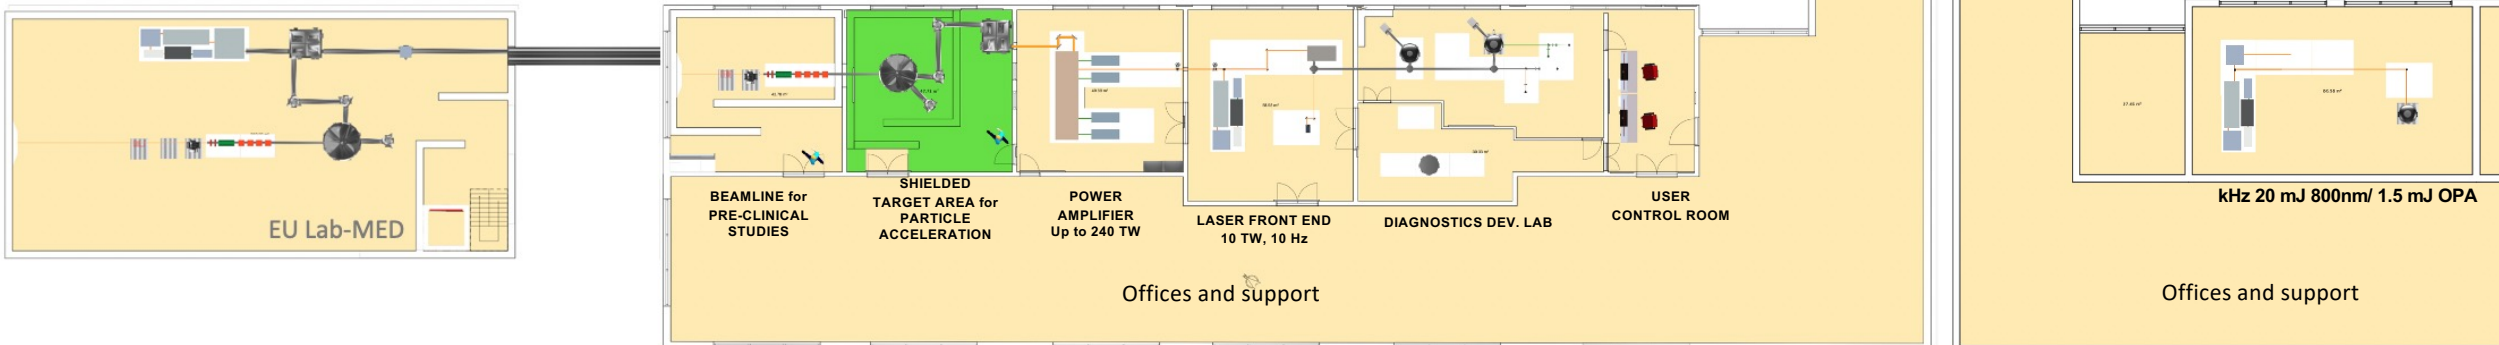 EU Lab-MED
BEAMLINE for
PRE-CLINICAL
STUDIES
SHIELDED
TARGET AREA for
PARTICLE
ACCELERATION
POWER
AMPLIFIER
Up to 240 TW
LASER FRONT END
10 TW, 10 Hz
DIAGNOSTICS DEV. LAB
USER
CONTROL ROOM
Offices and support
kHz 20 mJ 800nm/ 1.5 mJ OPA
Offices and support